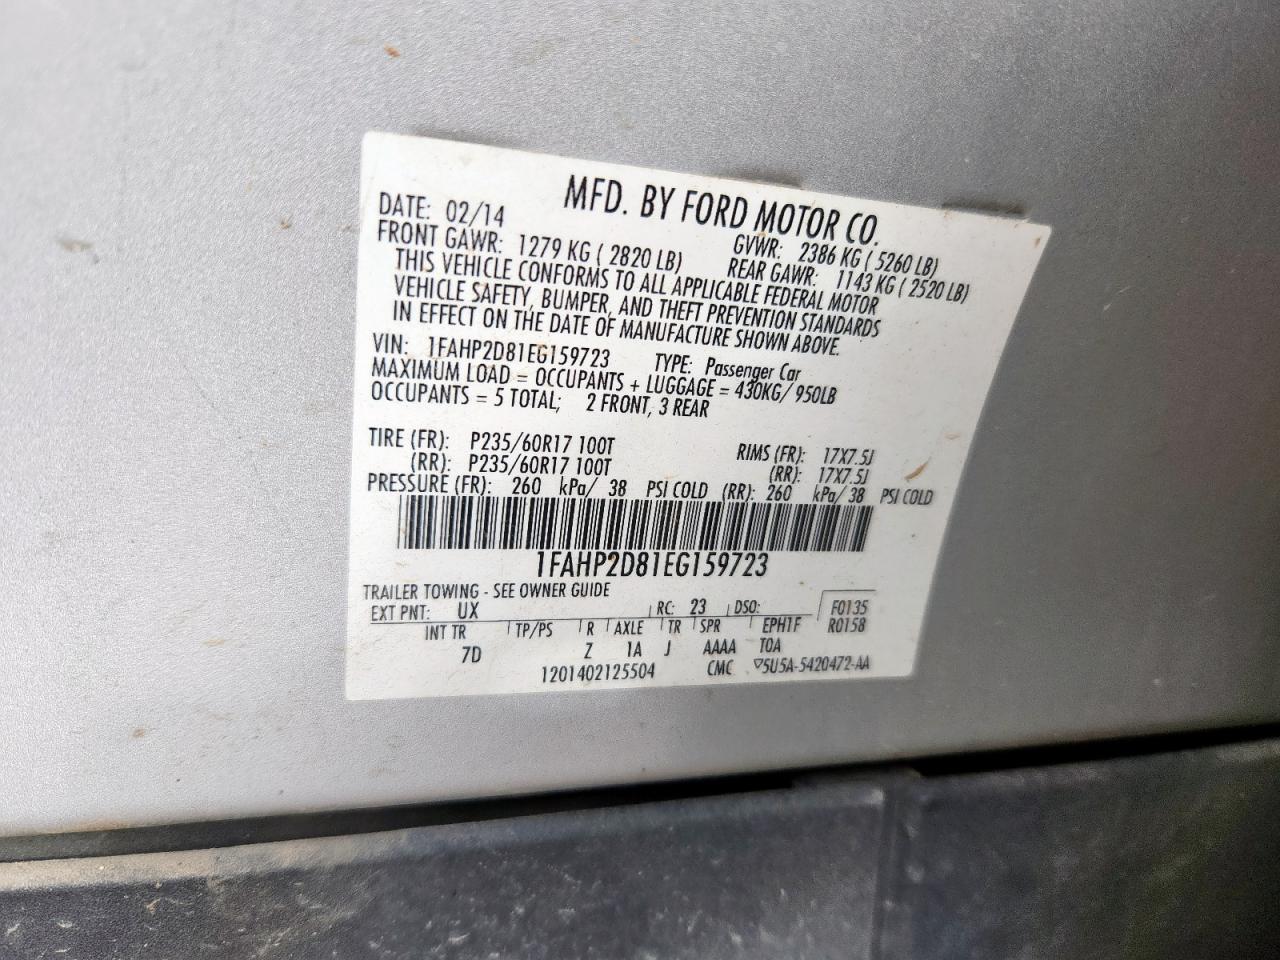 MFD. BY FORD MOTOR CO.
DATE: 02/14 GVWR: 2386 KG ( 5260 LB)
FRONT GAWR: 1279 KG ( 2820 LB) REAR GAWR: 1143 KG ( 2520 LB)
THIS VEHICLE CONFORMS TO ALL APPLICABLE FEDERAL MOTOR
VEHICLE SAFETY, BUMPER, AND THEFT PREVENTION STANDARDS
IN EFFECT ON THE DATE OF MANUFACTURE SHOWN ABOVE.
VIN: 1FAHP2D81EG159723 TYPE: Passenger Car
MAXIMUM LOAD = OCCUPANTS + LUGGAGE = 430KG/ 950LB
OCCUPANTS = 5 TOTAL; 2 FRONT, 3 REAR
TIRE (FR): P235/60R17 100T RIMS (FR): 17X7.5J
(RR): P235/60R17 100T (RR): 17X7.5J
PRESSURE (FR): 260 kPa/ 38 PSI COLD (RR): 260 kPa/ 38 PSI COLD
1FAHP2D81EG159723
TRAILER TOWING - SEE OWNER GUIDE
EXT PNT: UX RC: 23 DSO: F0135
INT TR TP/PS R AXLE TR SPR EPH1F R0158
7D Z 1A J AAAA TOA
1201402125504 CMC ▽5U5A-5420472-AA